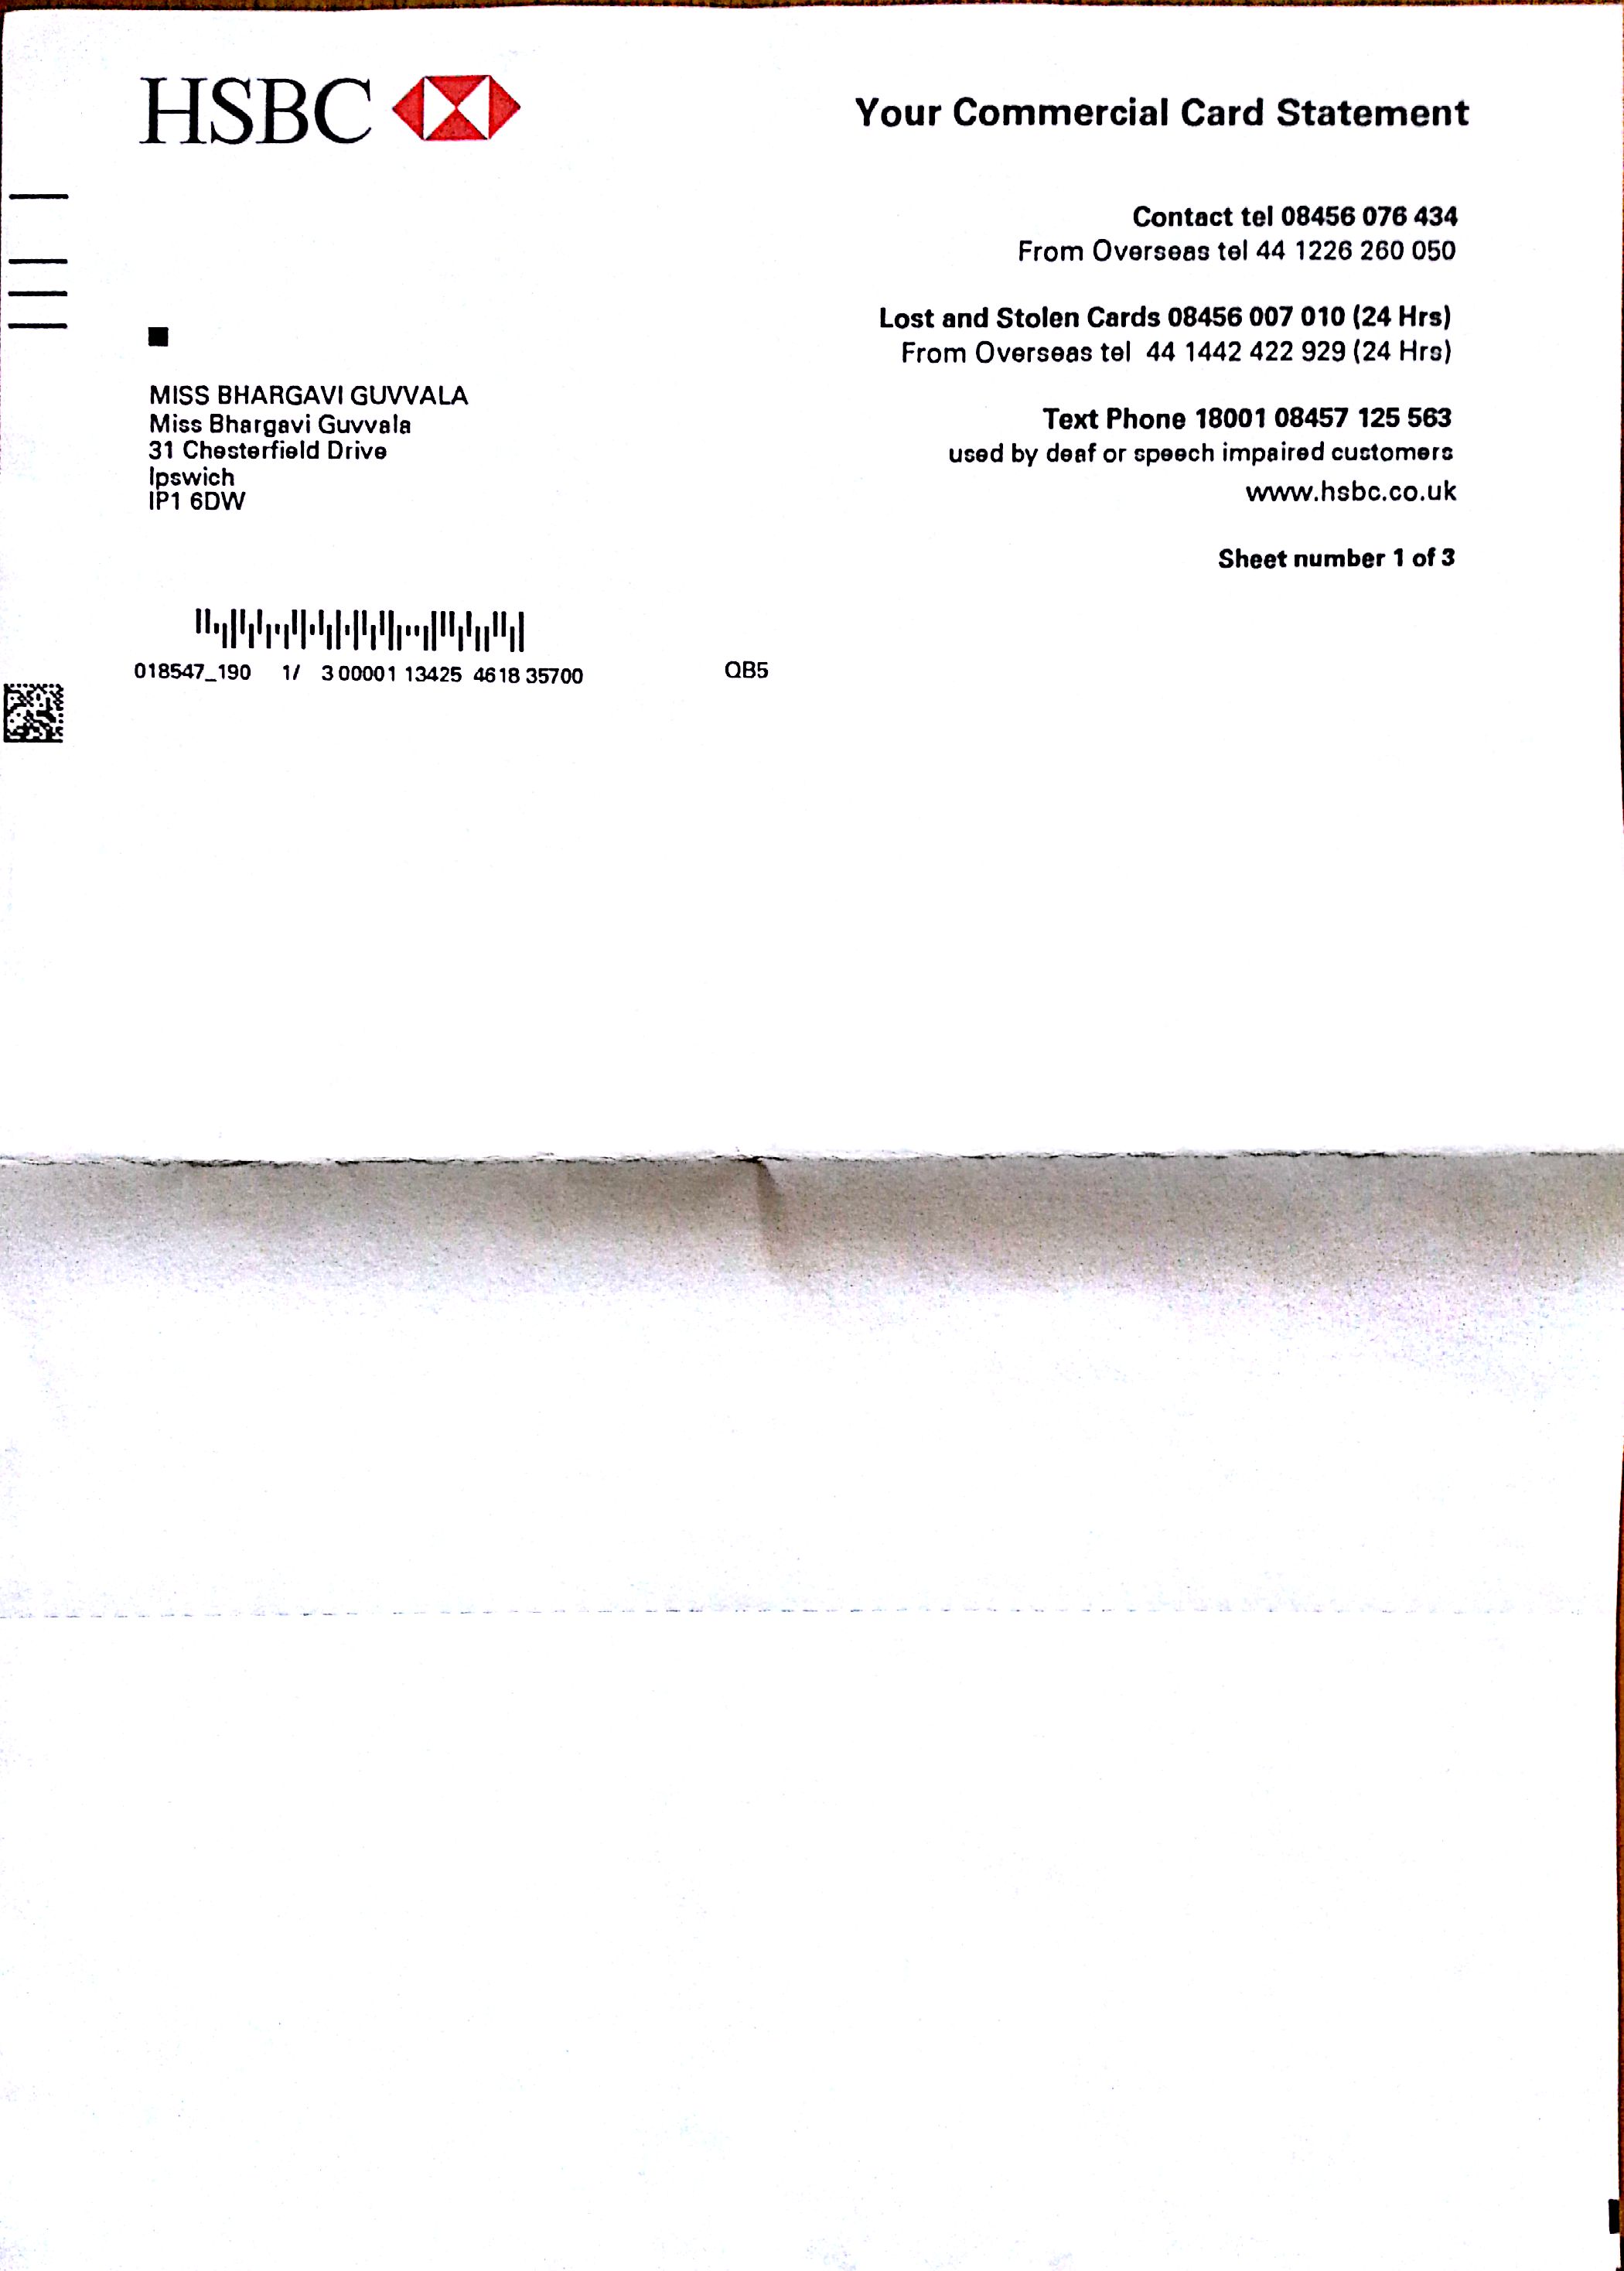 HSBC
Your Commercial Card Statement
Contact tel 08456 076 434
From Overseas tel 44 1226 260 050
Lost and Stolen Cards 08456 007 010 (24 Hrs)
From Overseas tel 44 1442 422 929 (24 Hrs)
Text Phone 18001 08457 125 563
used by deaf or speech impaired customers
www.hsbc.co.uk
Sheet number 1 of 3
MISS BHARGAVI GUVVALA
Miss Bhargavi Guvvala
31 Chesterfield Drive
Ipswich
IP1 6DW
018547_190 1/ 3 00001 13425 4618 35700 QB5